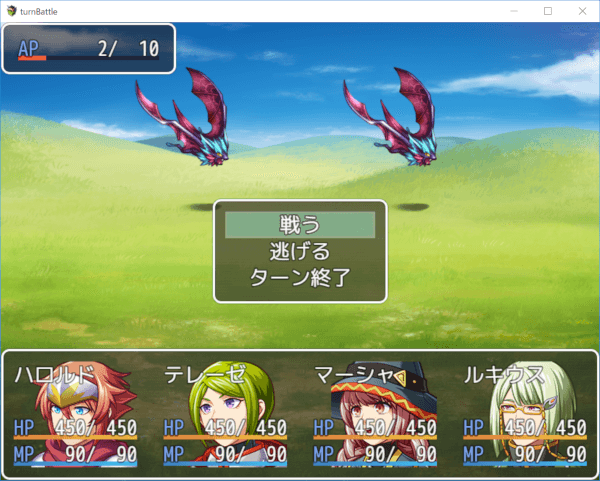 turnBattle
AP 2/ 10
戦う
逃げる
ターン終了
ハロルド テレーゼ マーシャ ルキウス
HP 450/ 450 HP 450/ 450 HP 450/ 450 HP 450/ 450
MP 90/ 90 MP 90/ 90 MP 90/ 90 MP 90/ 90